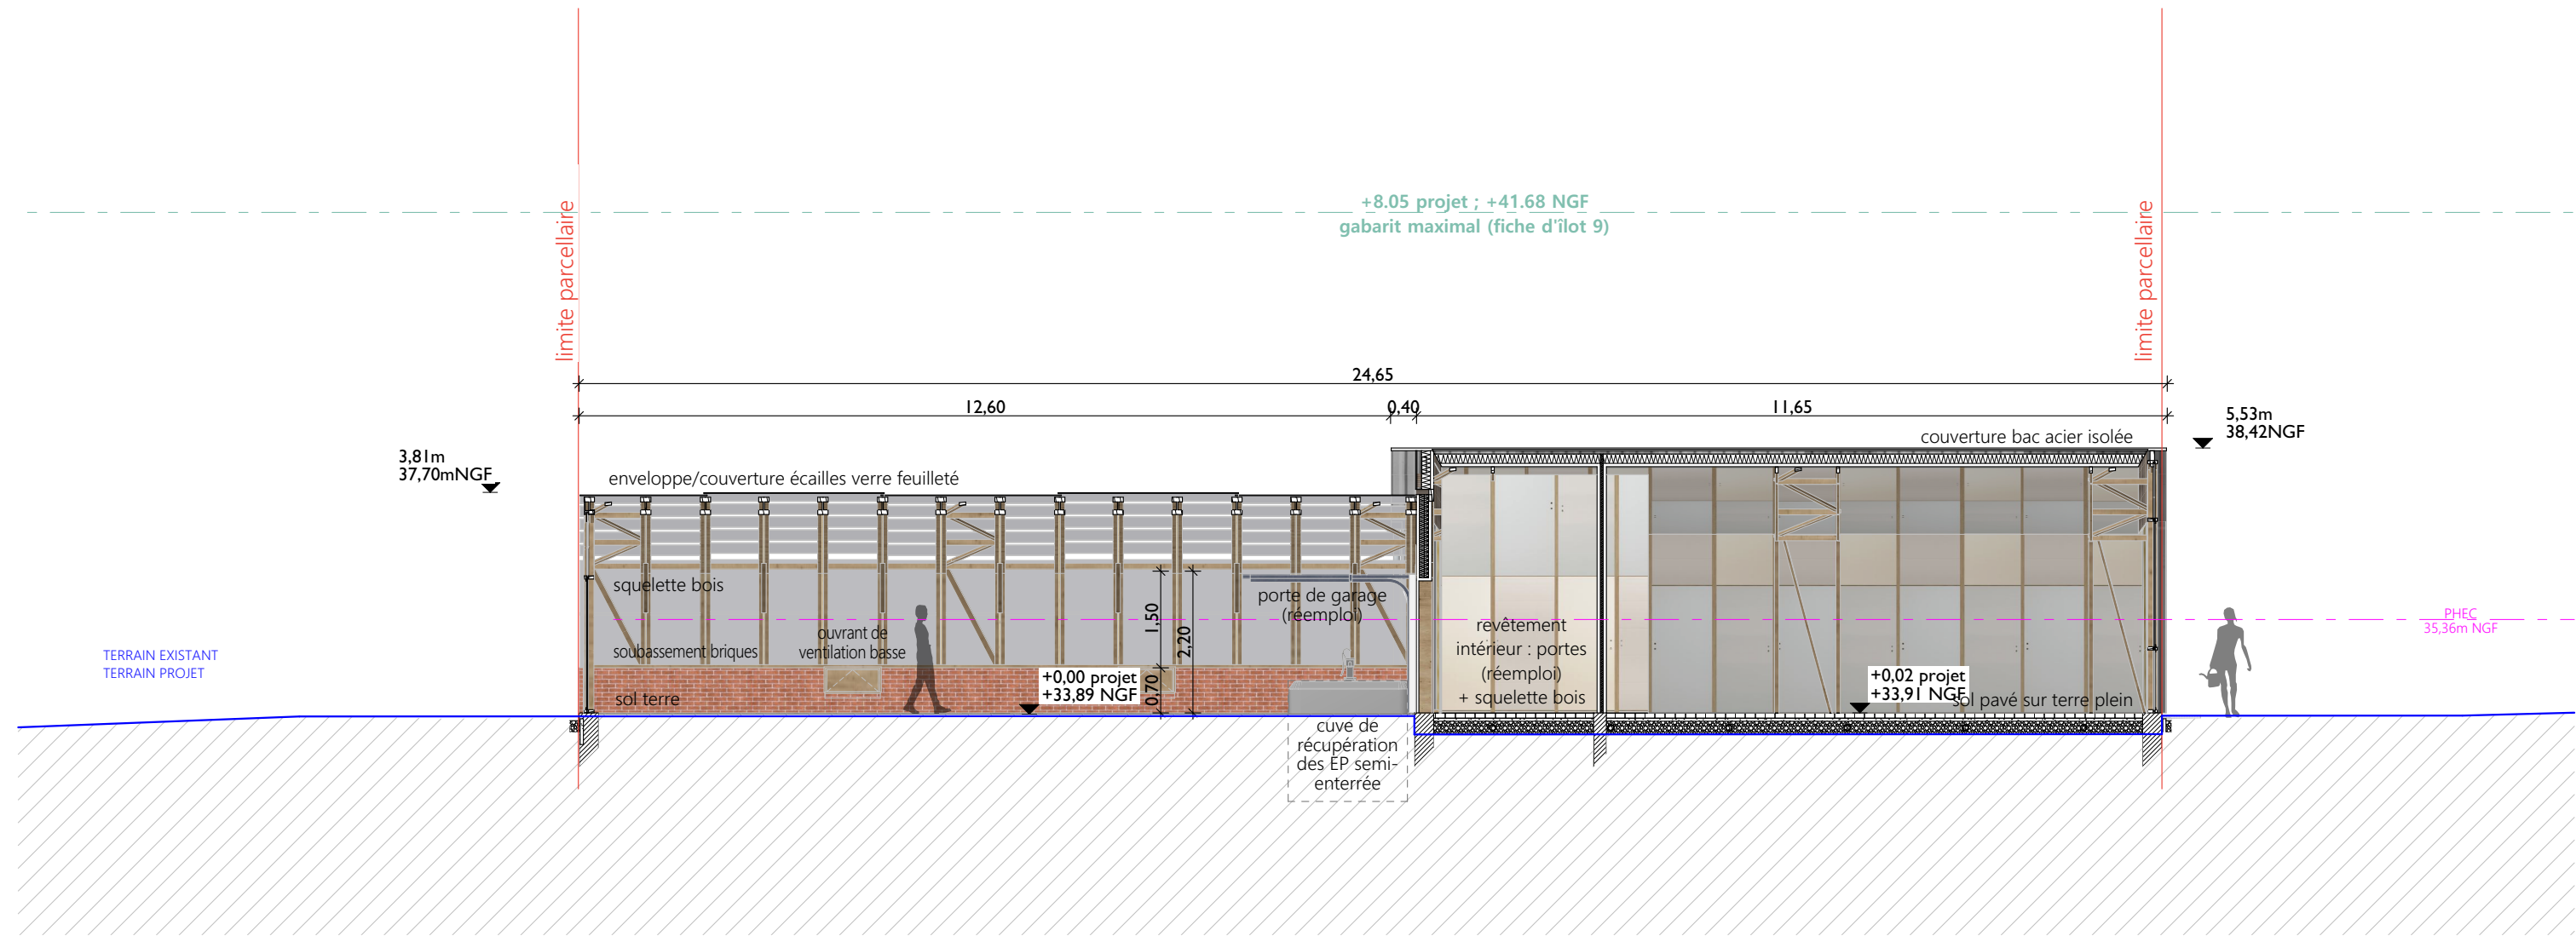 +8.05 projet ; +41.68 NGF
gabarit maximal (fiche d'îlot 9)
limite parcellaire
limite parcellaire
24,65
12,60
0,40
11,65
5,53m
38,42NGF
3,81m
37,70mNGF
couverture bac acier isolée
enveloppe/couverture écailles verre feuilleté
squelette bois
porte de garage
(réemploi)
1,50
2,20
0,70
ouvrant de
ventilation basse
soubassement briques
revêtement
intérieur : portes
(réemploi)
+ squelette bois
PHEC
35,36m NGF
TERRAIN EXISTANT
TERRAIN PROJET
+0,00 projet
+33,89 NGF
+0,02 projet
+33,91 NGF
sol terre
sol pavé sur terre plein
cuve de
récupération
des EP semi-
enterrée